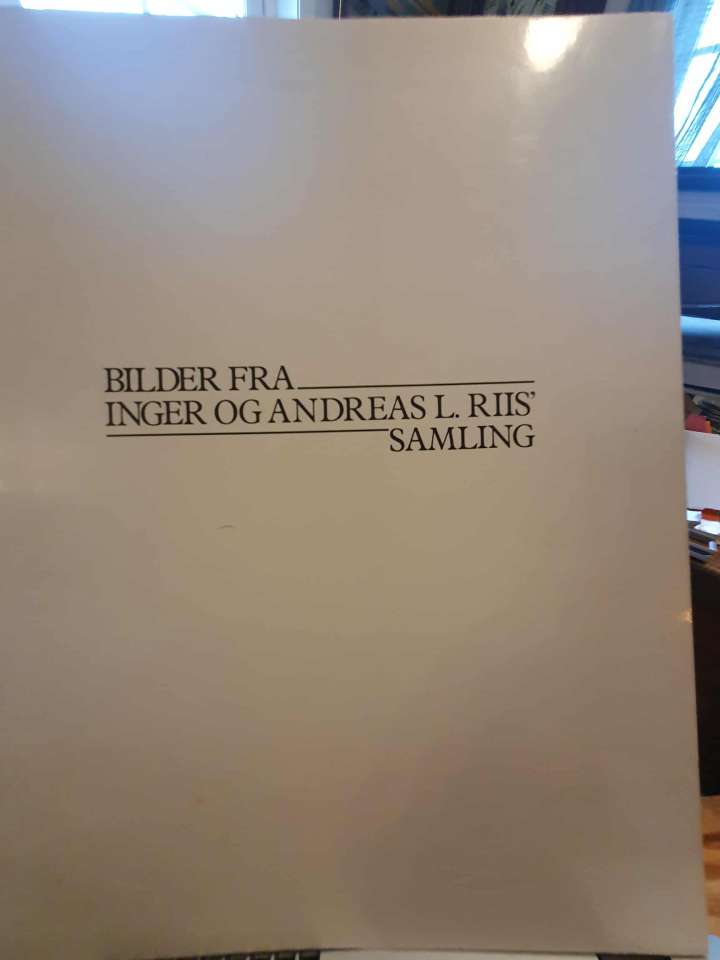 BILDER FRA
INGER OG ANDREAS L. RIIS'
SAMLING